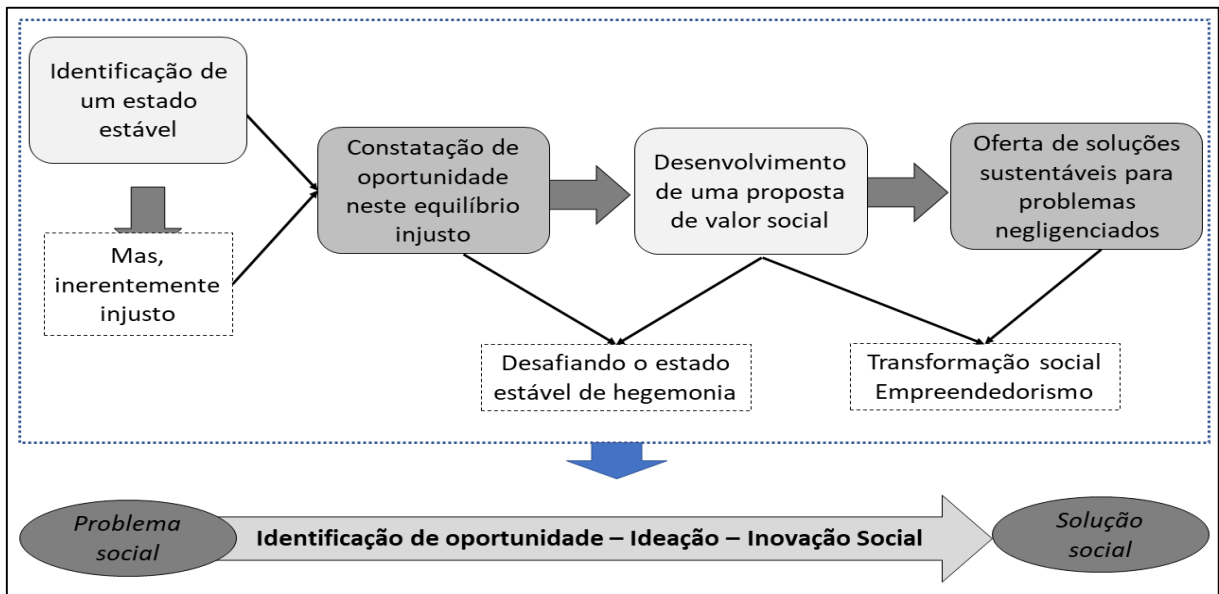 Identificação de
um estado
estável
Mas,
inerentemente
injusto
Constatação de
oportunidade
neste equilíbrio
injusto
Desenvolvimento
de uma proposta
de valor social
Oferta de soluções
sustentáveis para
problemas
negligenciados
Desafiando o estado
estável de hegemonia
Transformação social
Empreendedorismo
Problema
social
Identificação de oportunidade – Ideação – Inovação Social
Solução
social